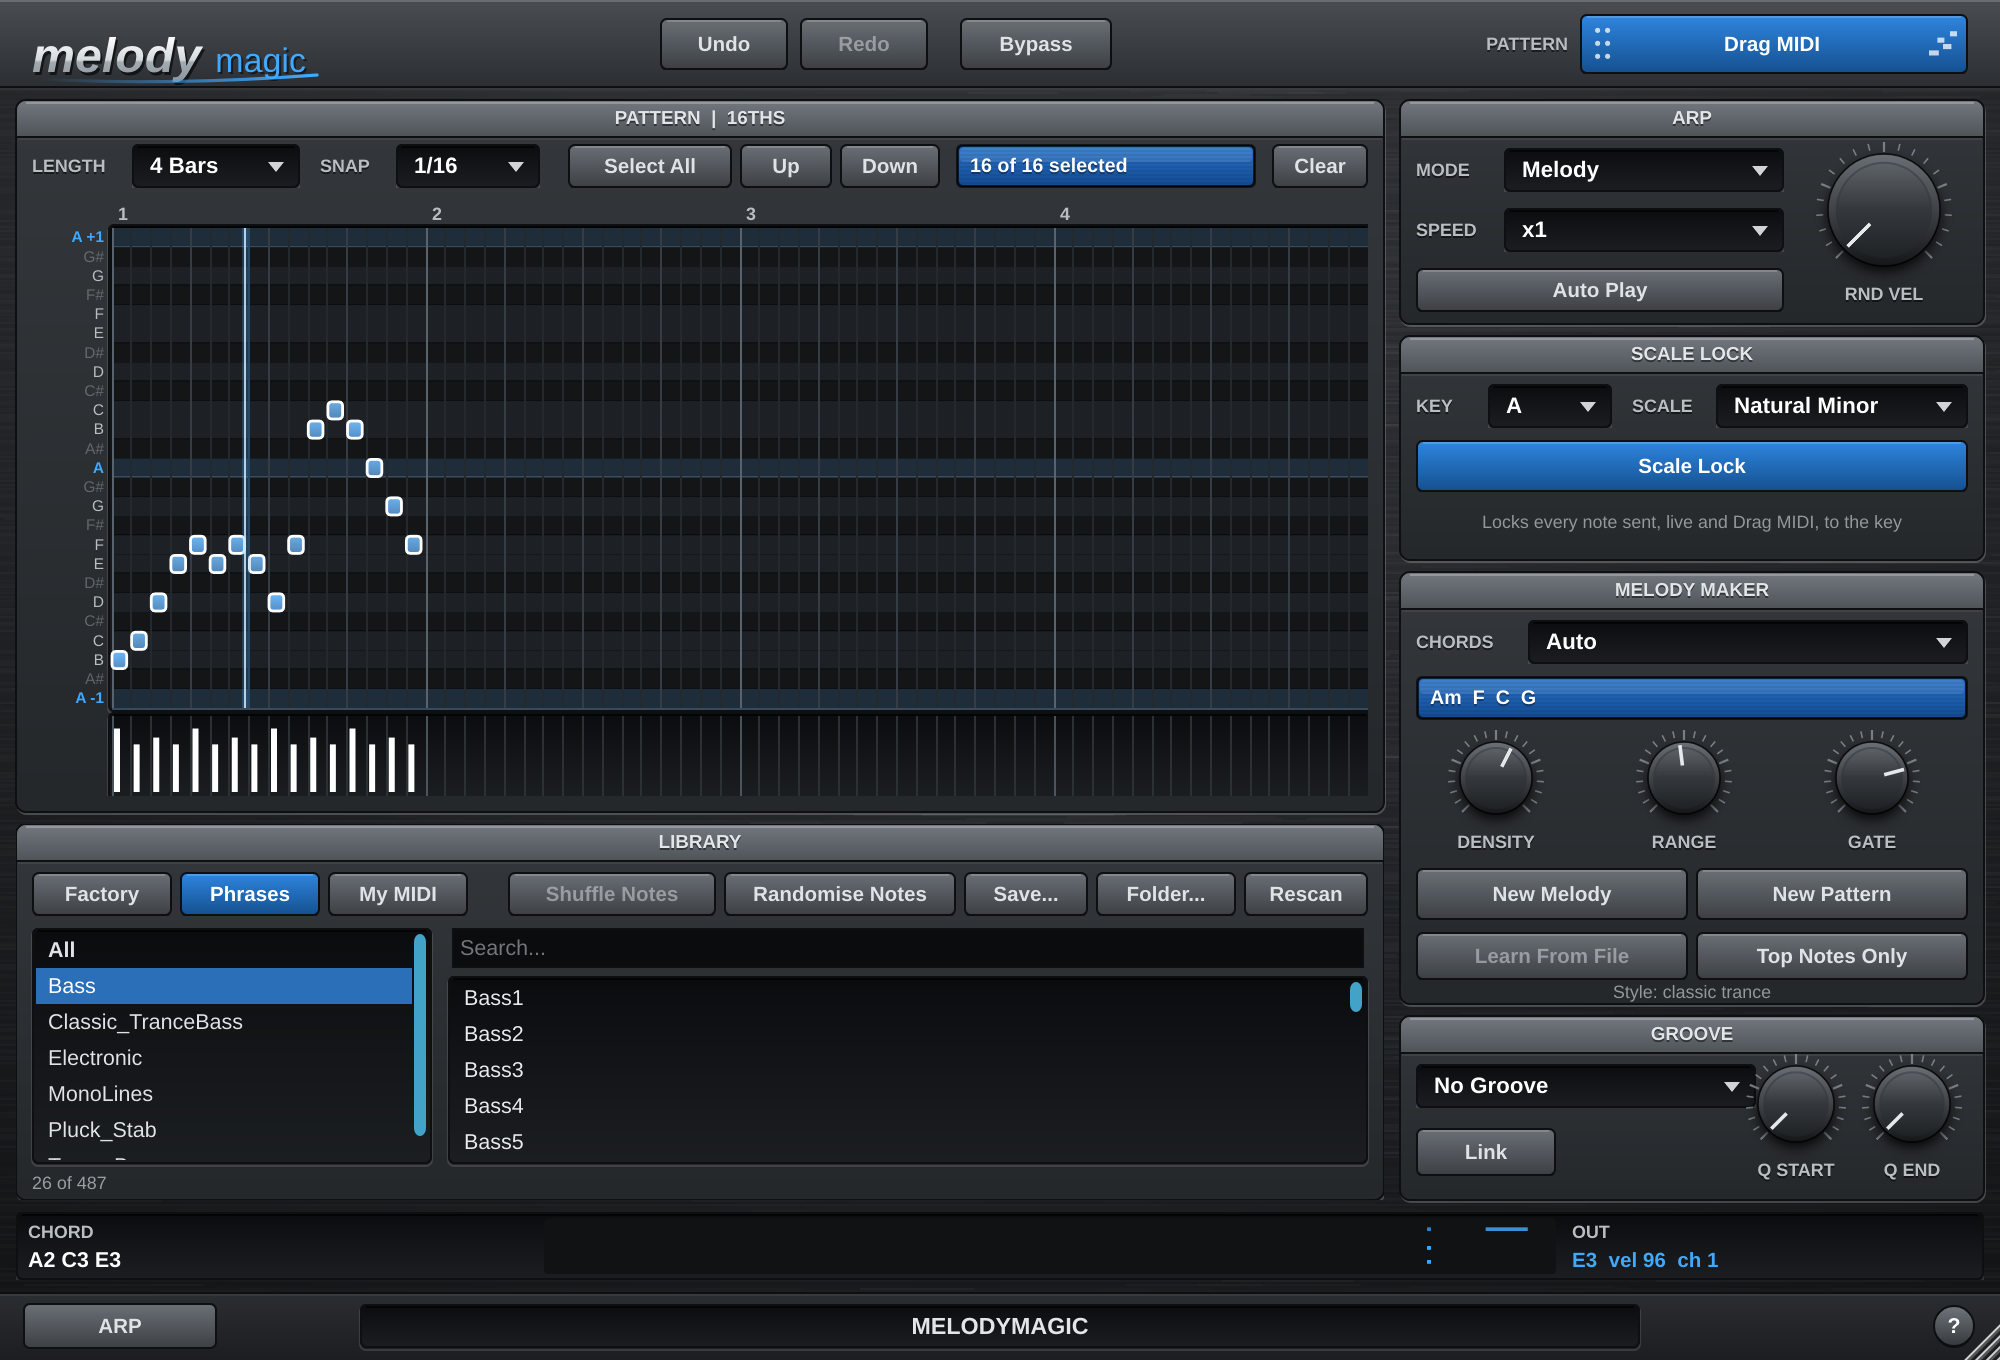 melody magic
Undo
Redo
Bypass
PATTERN
Drag MIDI
PATTERN | 16THS
LENGTH
4 Bars
SNAP
1/16
Select All
Up
Down
16 of 16 selected
Clear
1
2
3
4
A +1
G#
G
F#
F
E
D#
D
C#
C
B
A#
A
G#
G
F#
F
E
D#
D
C#
C
B
A#
A -1
ARP
MODE
Melody
SPEED
x1
Auto Play
RND VEL
SCALE LOCK
KEY
A
SCALE
Natural Minor
Scale Lock
Locks every note sent, live and Drag MIDI, to the key
MELODY MAKER
CHORDS
Auto
Am F C G
DENSITY
RANGE
GATE
New Melody
New Pattern
Learn From File
Top Notes Only
Style: classic trance
GROOVE
No Groove
Link
Q START
Q END
LIBRARY
Factory
Phrases
My MIDI
Shuffle Notes
Randomise Notes
Save...
Folder...
Rescan
All
Bass
Classic_TranceBass
Electronic
MonoLines
Pluck_Stab
Search...
Bass1
Bass2
Bass3
Bass4
Bass5
26 of 487
CHORD
A2 C3 E3
OUT
E3 vel 96 ch 1
ARP
MELODYMAGIC
?